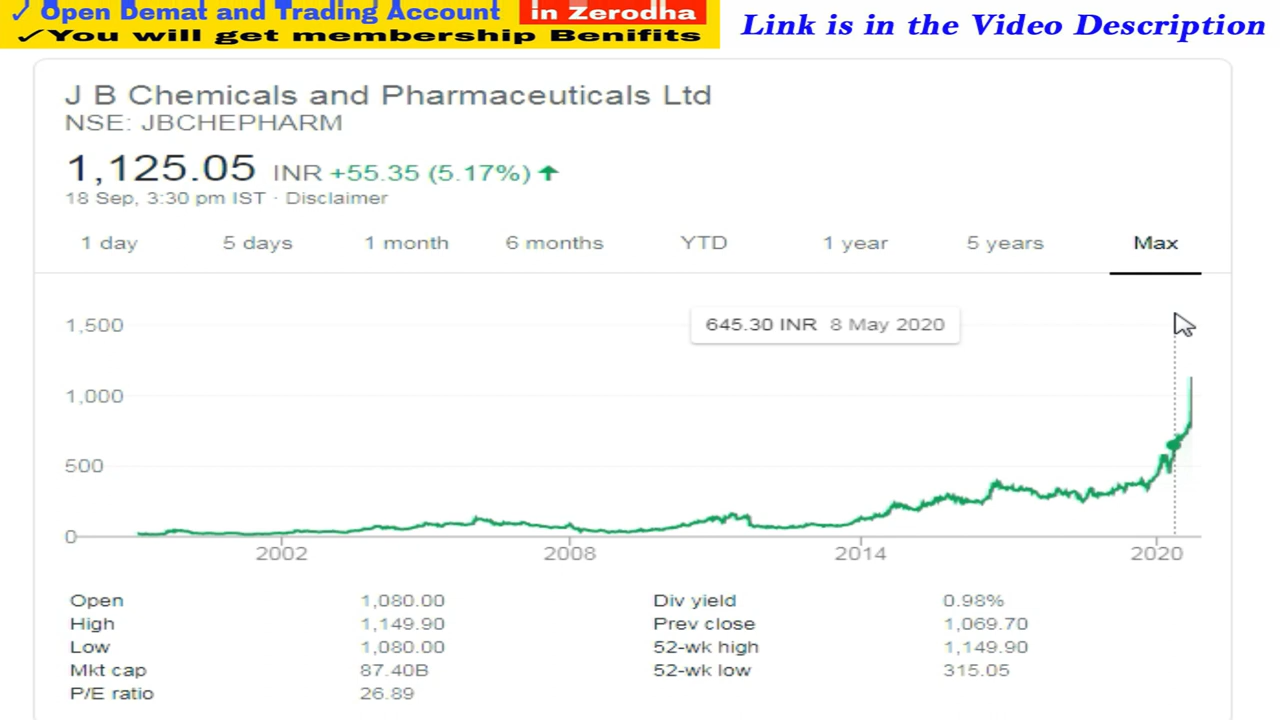 ✓ Open Demat and Trading Account In Zerodha
✓You will get membership Benifits
Link is in the Video Description
J B Chemicals and Pharmaceuticals Ltd
NSE: JBCHEPHARM
1,125.05 INR +55.35 (5.17%) ↑
18 Sep, 3:30 pm IST · Disclaimer
1 day 5 days 1 month 6 months YTD 1 year 5 years Max
645.30 INR 8 May 2020
1,500
1,000
500
0
2002 2008 2014 2020
Open 1,080.00 Div yield 0.98%
High 1,149.90 Prev close 1,069.70
Low 1,080.00 52-wk high 1,149.90
Mkt cap 87.40B 52-wk low 315.05
P/E ratio 26.89